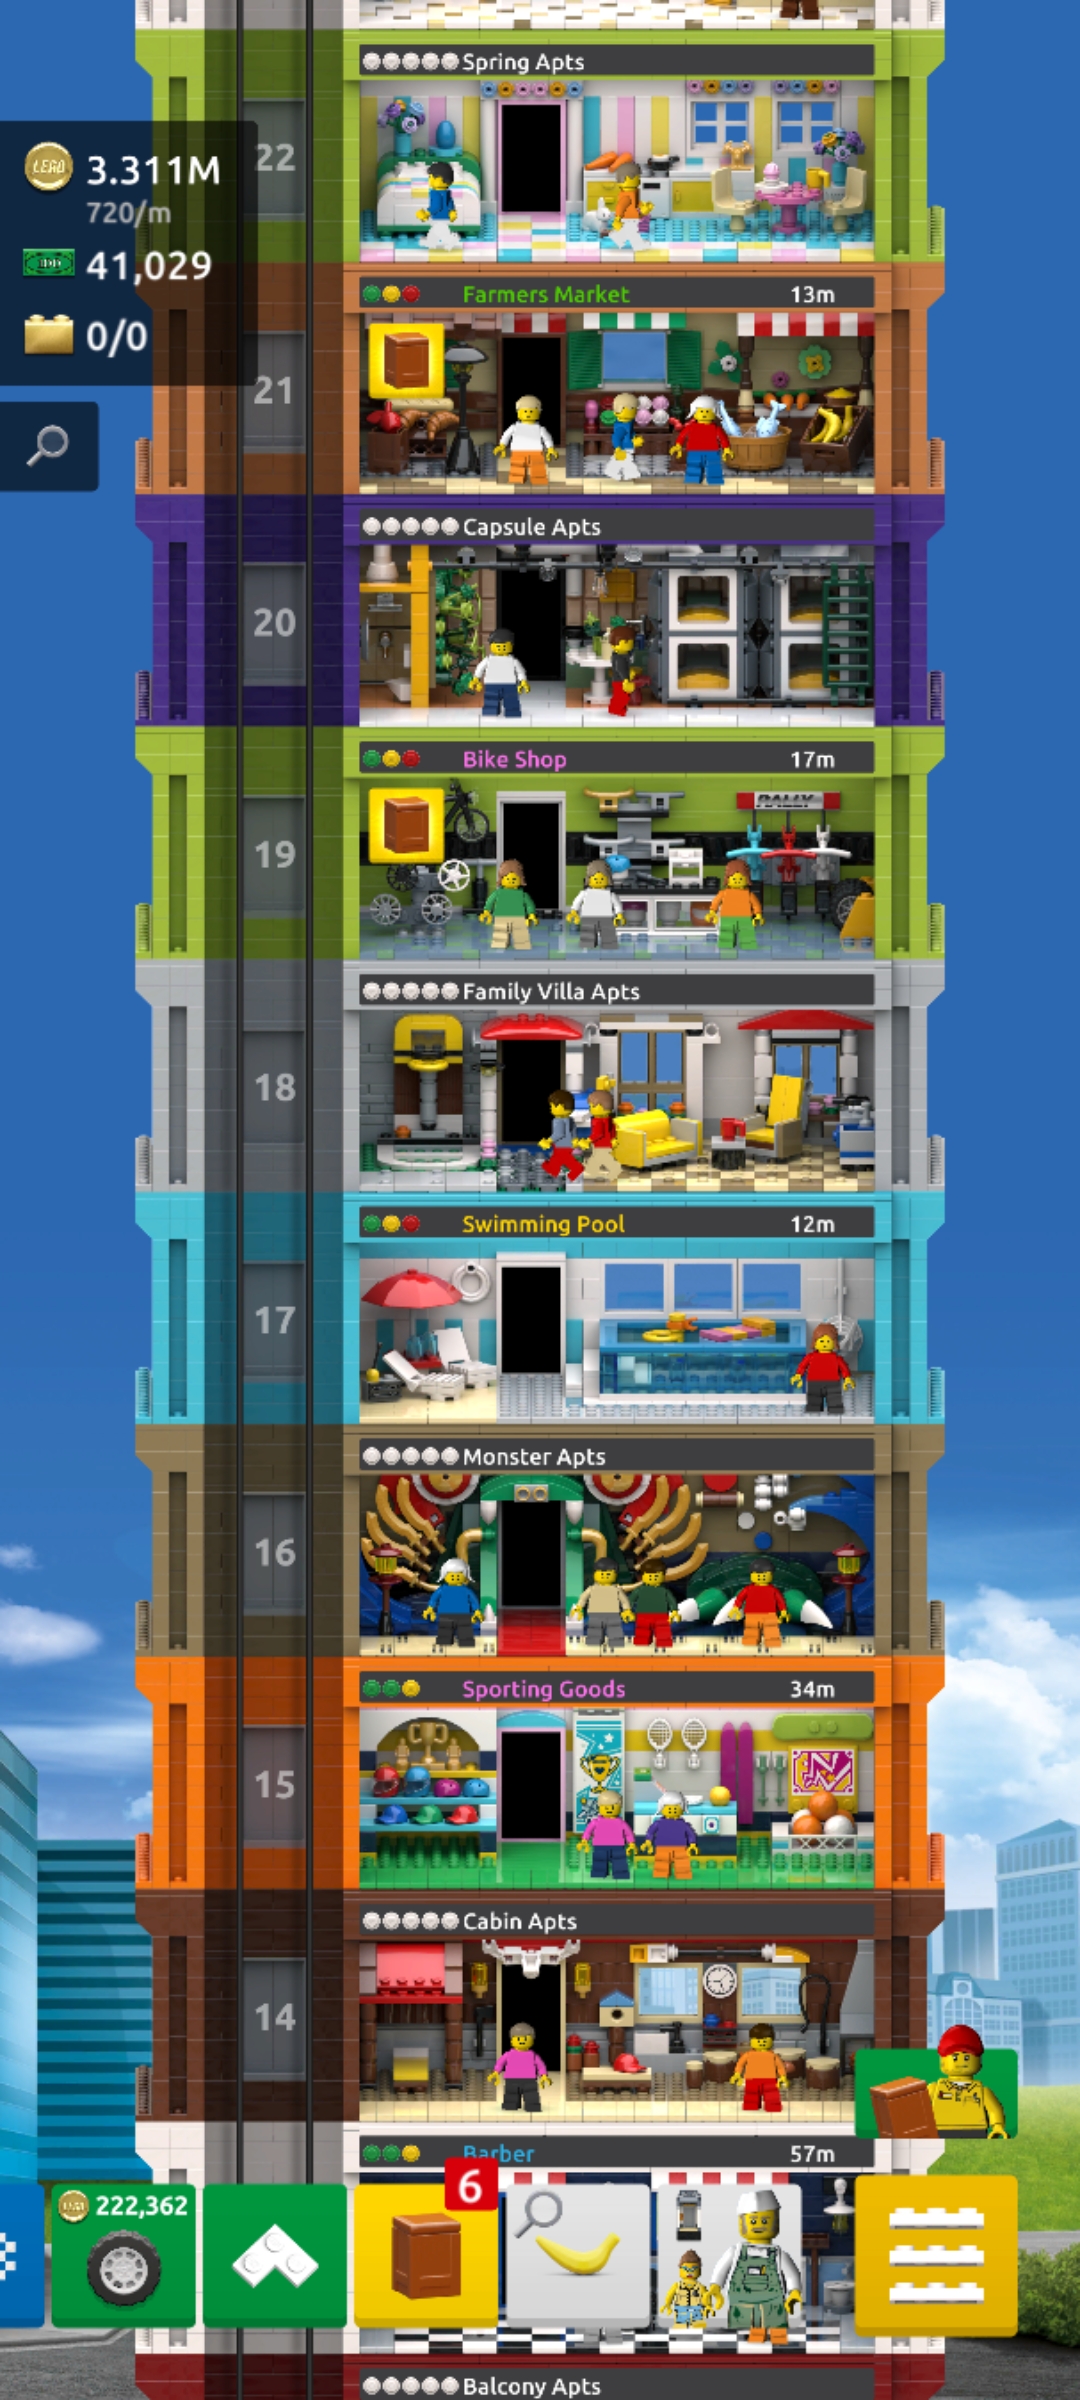 Spring Apts
22
LEGO 3.311M
720/m
41,029
0/0
Farmers Market 13m
21
Capsule Apts
20
Bike Shop 17m
RALLY
19
Family Villa Apts
18
Swimming Pool 12m
17
Monster Apts
16
Sporting Goods 34m
N
15
Cabin Apts
14
Barber 57m
6
222,362
Balcony Apts